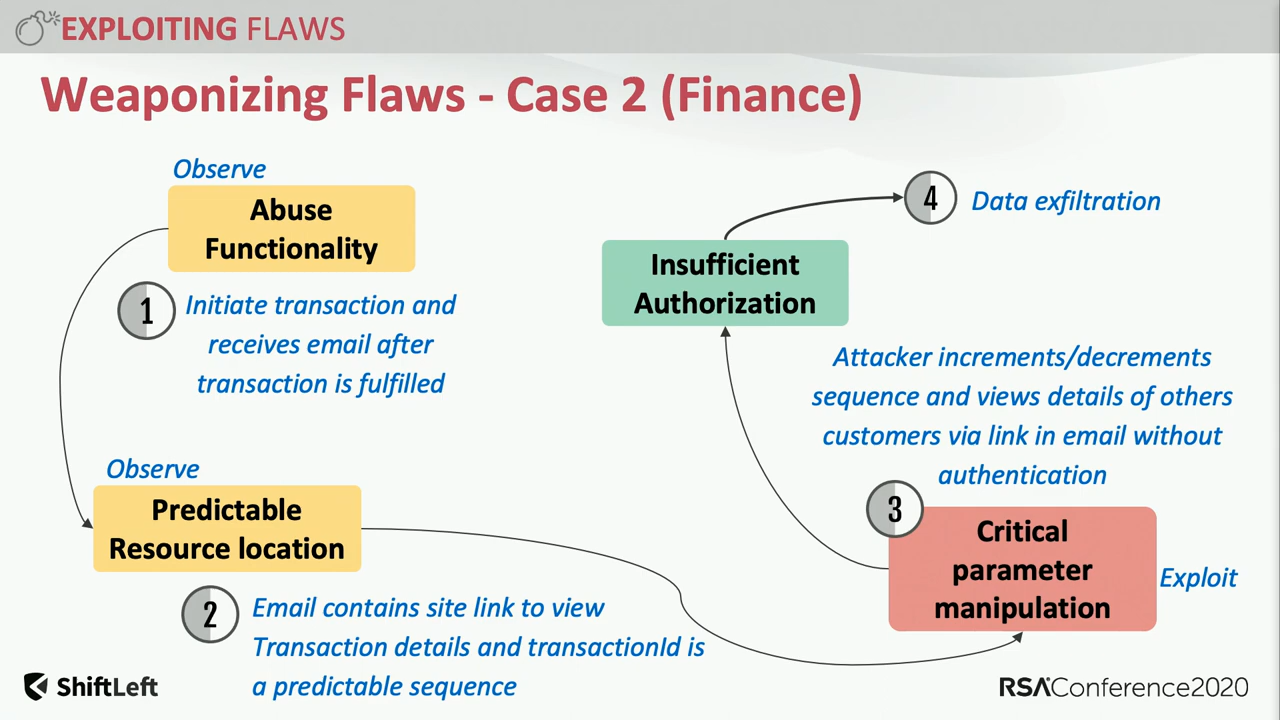 EXPLOITING FLAWS
Weaponizing Flaws - Case 2 (Finance)
Observe
Abuse
Functionality
1
Initiate transaction and
receives email after
transaction is fulfilled
Observe
Predictable
Resource location
2
Email contains site link to view
Transaction details and transactionId is
a predictable sequence
4
Data exfiltration
Insufficient
Authorization
Attacker increments/decrements
sequence and views details of others
customers via link in email without
authentication
3
Critical
parameter
manipulation
Exploit
ShiftLeft
RSAConference2020